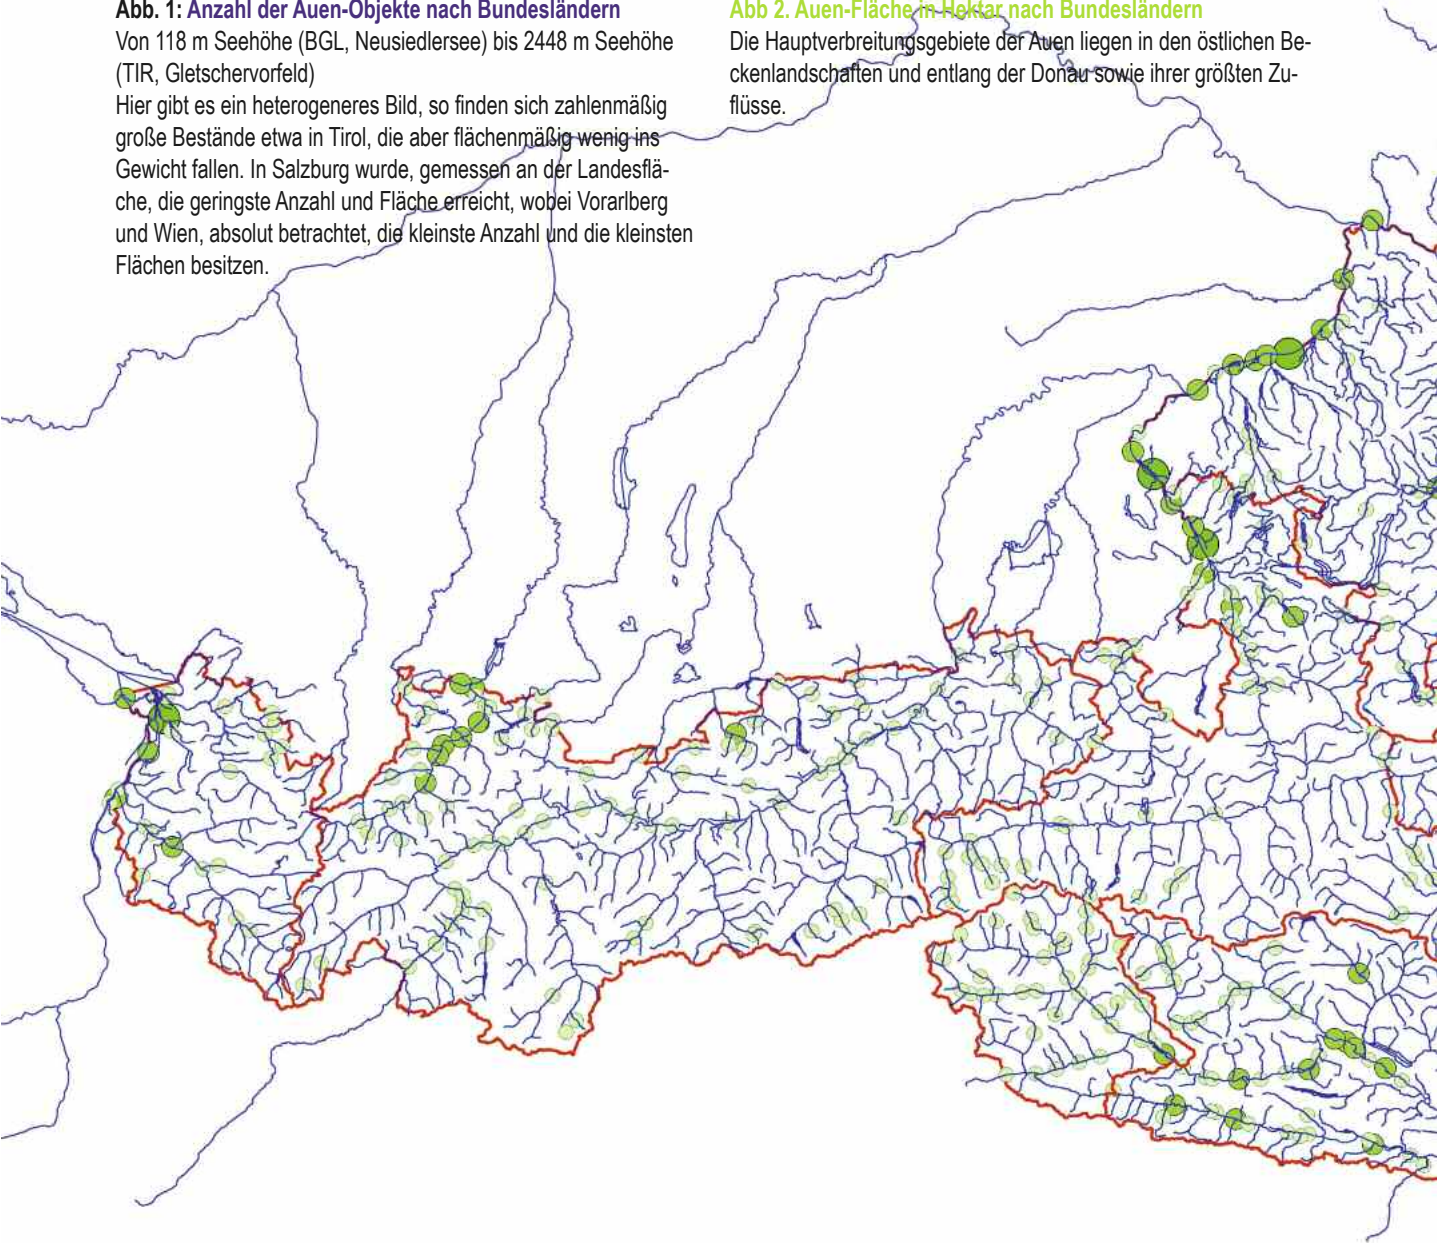 Abb. 1: Anzahl der Auen-Objekte nach Bundesländern
Von 118 m Seehöhe (BGL, Neusiedlersee) bis 2448 m Seehöhe
(TIR, Gletschervorfeld)
Hier gibt es ein heterogeneres Bild, so finden sich zahlenmäßig
große Bestände etwa in Tirol, die aber flächenmäßig wenig ins
Gewicht fallen. In Salzburg wurde, gemessen an der Landesflä-
che, die geringste Anzahl und Fläche erreicht, wobei Vorarlberg
und Wien, absolut betrachtet, die kleinste Anzahl und die kleinsten
Flächen besitzen.
Abb 2. Auen-Fläche in Hektar nach Bundesländern
Die Hauptverbreitungsgebiete der Auen liegen in den östlichen Be-
ckenlandschaften und entlang der Donau sowie ihrer größten Zu-
flüsse.